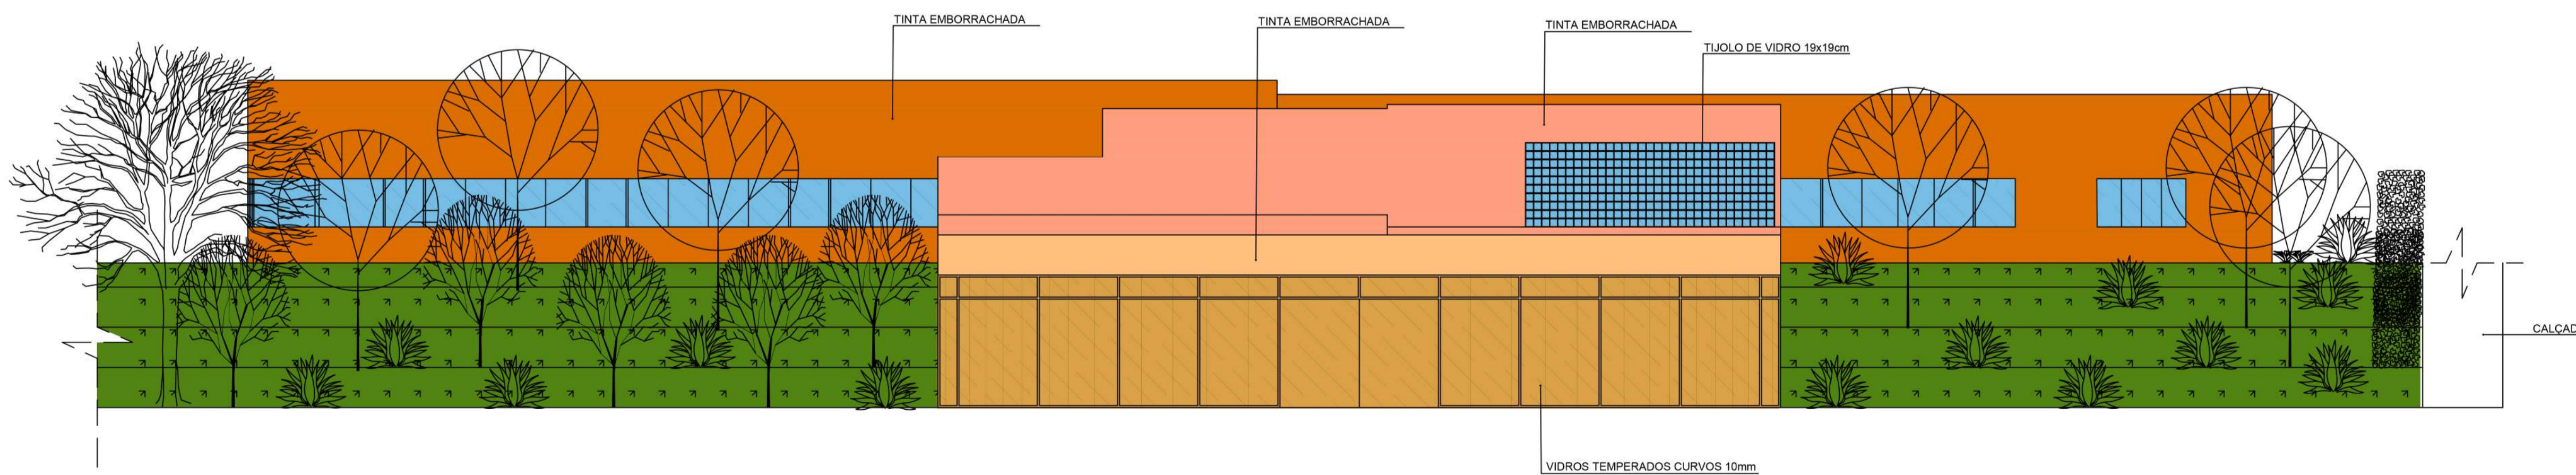 TINTA EMBORRACHADA
TINTA EMBORRACHADA
TINTA EMBORRACHADA
TIJOLO DE VIDRO 19x19cm
CALÇAD
VIDROS TEMPERADOS CURVOS 10mm